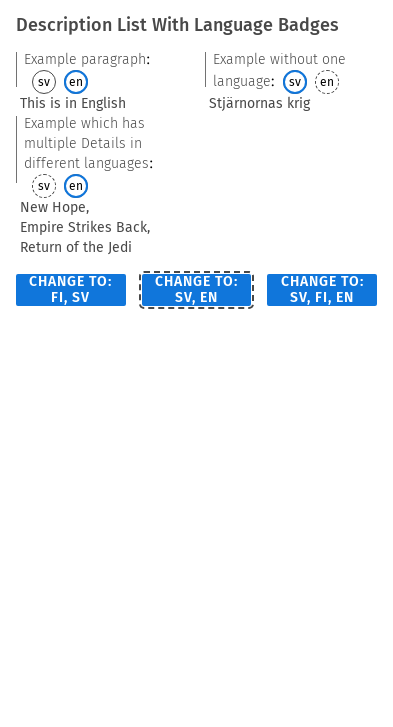 Description List With Language Badges
Example paragraph:
sv en
This is in English
Example without one
language: sv en
Stjärnornas krig
Example which has
multiple Details in
different languages:
sv en
New Hope,
Empire Strikes Back,
Return of the Jedi
CHANGE TO:
FI, SV
CHANGE TO:
SV, EN
CHANGE TO:
SV, FI, EN